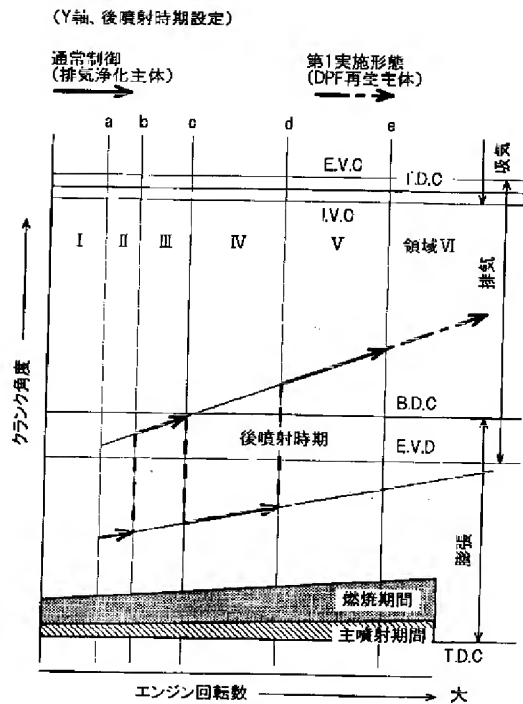 (Y軸、後噴射時期設定)
通常制御
(排気浄化主体)
第1実施形態
(DPF再生主体)
a b c d e
E.V.C
T.D.C
I.V.C
吸気
I II III IV V 領域VI
排気
クランク角度
B.D.C
後噴射時期
E.V.D
膨張
燃焼期間
主噴射期間
T.D.C
エンジン回転数 大